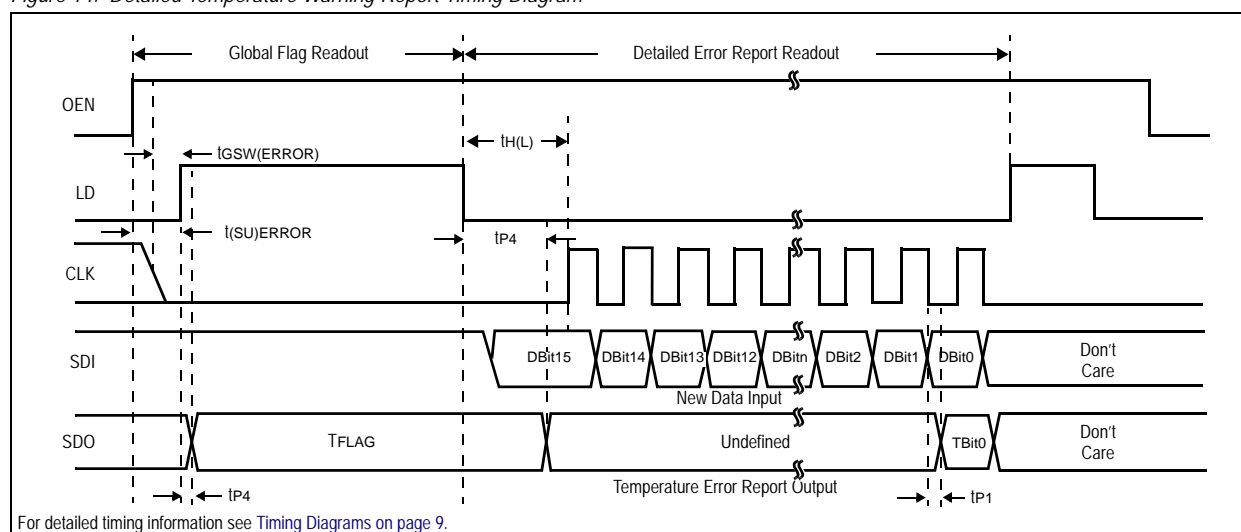 Figure 14. Detailed Temperature Warning Report Timing Diagram
Global Flag Readout
Detailed Error Report Readout
OEN
tH(L)
tGSW(ERROR)
LD
t(SU)ERROR
tP4
CLK
SDI
DBit15
DBit14
DBit13
DBit12
DBitn
DBit2
DBit1
DBit0
Don't
Care
New Data Input
SDO
TFLAG
Undefined
TBit0
Don't
Care
Temperature Error Report Output
tP4
tP1
For detailed timing information see Timing Diagrams on page 9.